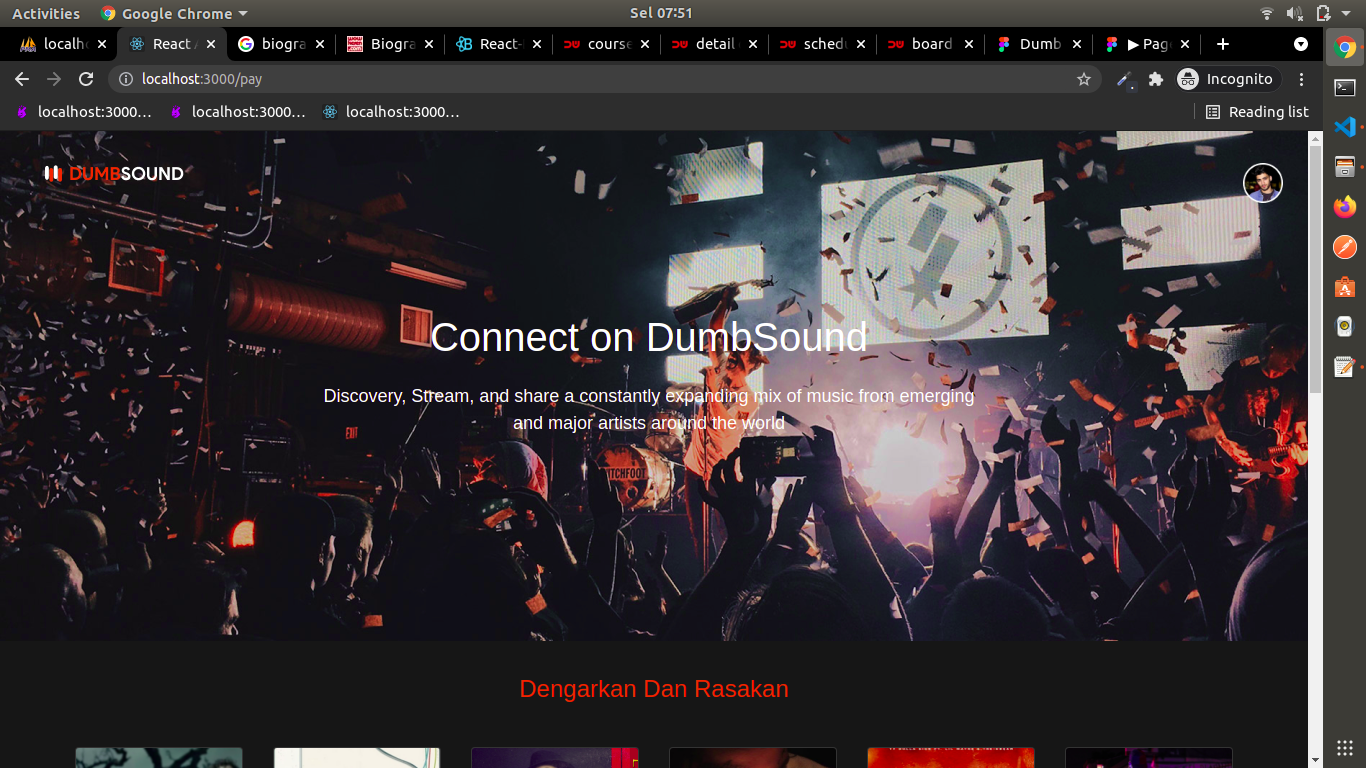 Activities
Google Chrome
Sel 07:51
localho
React A
biogra
Biogra
React-
course
detail
schedu
board
Dumb
▶ Page
localhost:3000/pay
Incognito
localhost:3000…
localhost:3000…
localhost:3000…
Reading list
DUMBSOUND
Connect on DumbSound
Discovery, Stream, and share a constantly expanding mix of music from emerging
and major artists around the world
EXIT
Dengarkan Dan Rasakan